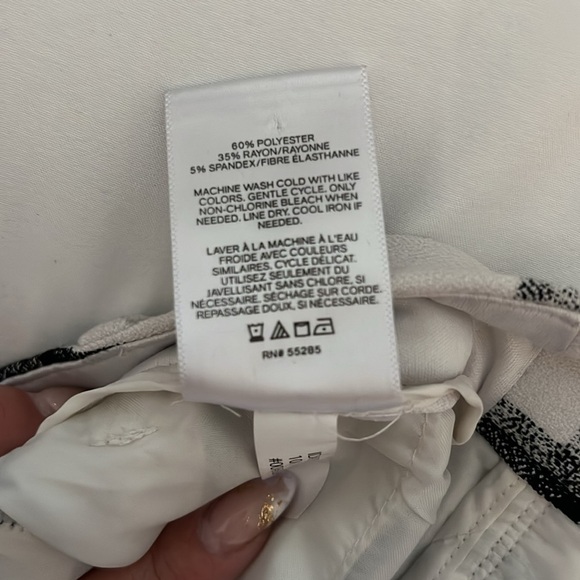 60% POLYESTER
35% RAYON/RAYONNE
5% SPANDEX/FIBRE ÉLASTHANNE
MACHINE WASH COLD WITH LIKE
COLORS. GENTLE CYCLE. ONLY
NON-CHLORINE BLEACH WHEN
NEEDED. LINE DRY. COOL IRON IF
NEEDED.
LAVER À LA MACHINE À L'EAU
FROIDE AVEC COULEURS
SIMILAIRES. CYCLE DÉLICAT.
UTILISEZ SEULEMENT DU
JAVELLISANT SANS CHLORE, SI
NÉCESSAIRE. SÉCHAGE SUR CORDE.
REPASSAGE DOUX, SI NÉCESSAIRE.
RN# 55285